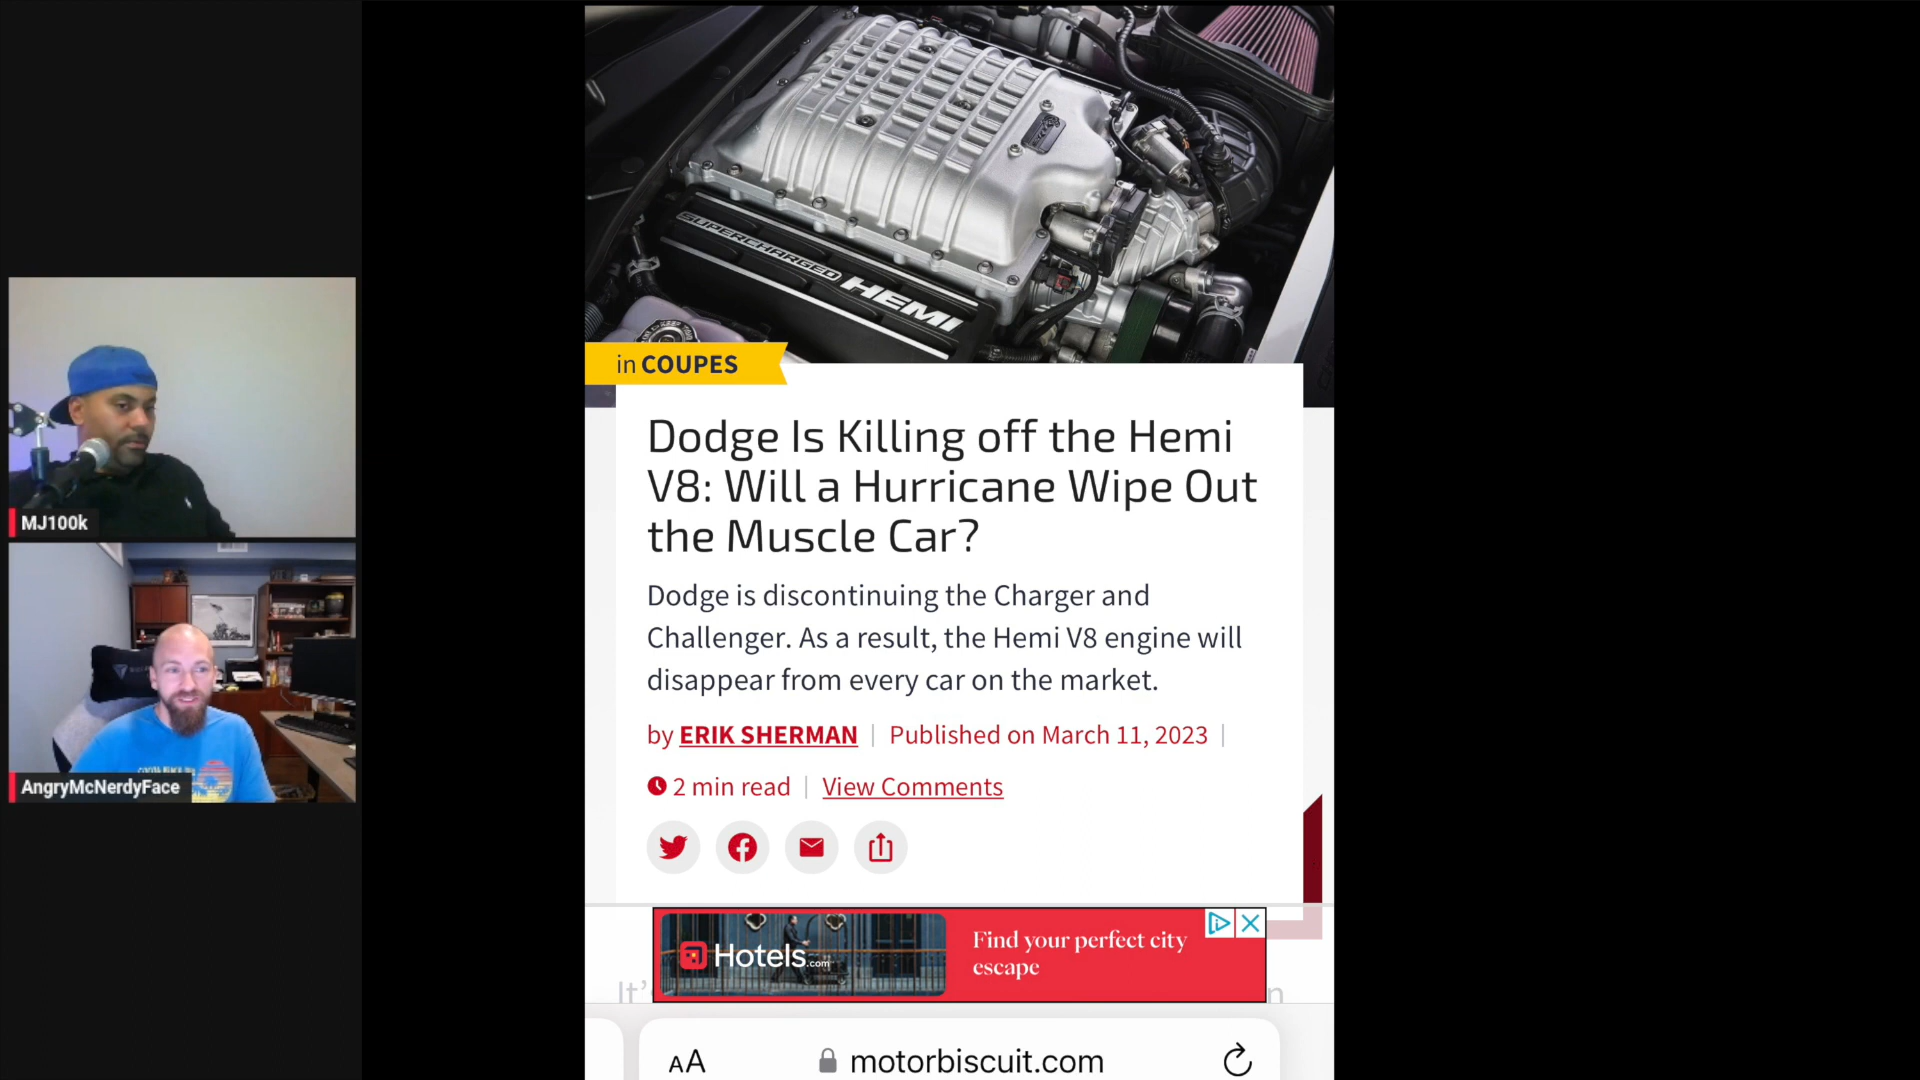 SUPERCHARGED HEMI
in COUPES
Dodge Is Killing off the Hemi
V8: Will a Hurricane Wipe Out
the Muscle Car?
Dodge is discontinuing the Charger and
Challenger. As a result, the Hemi V8 engine will
disappear from every car on the market.
by ERIK SHERMAN | Published on March 11, 2023 |
2 min read | View Comments
Hotels.com
Find your perfect city
escape
It’
n
AA motorbiscuit.com
MJ100k
AngryMcNerdyFace